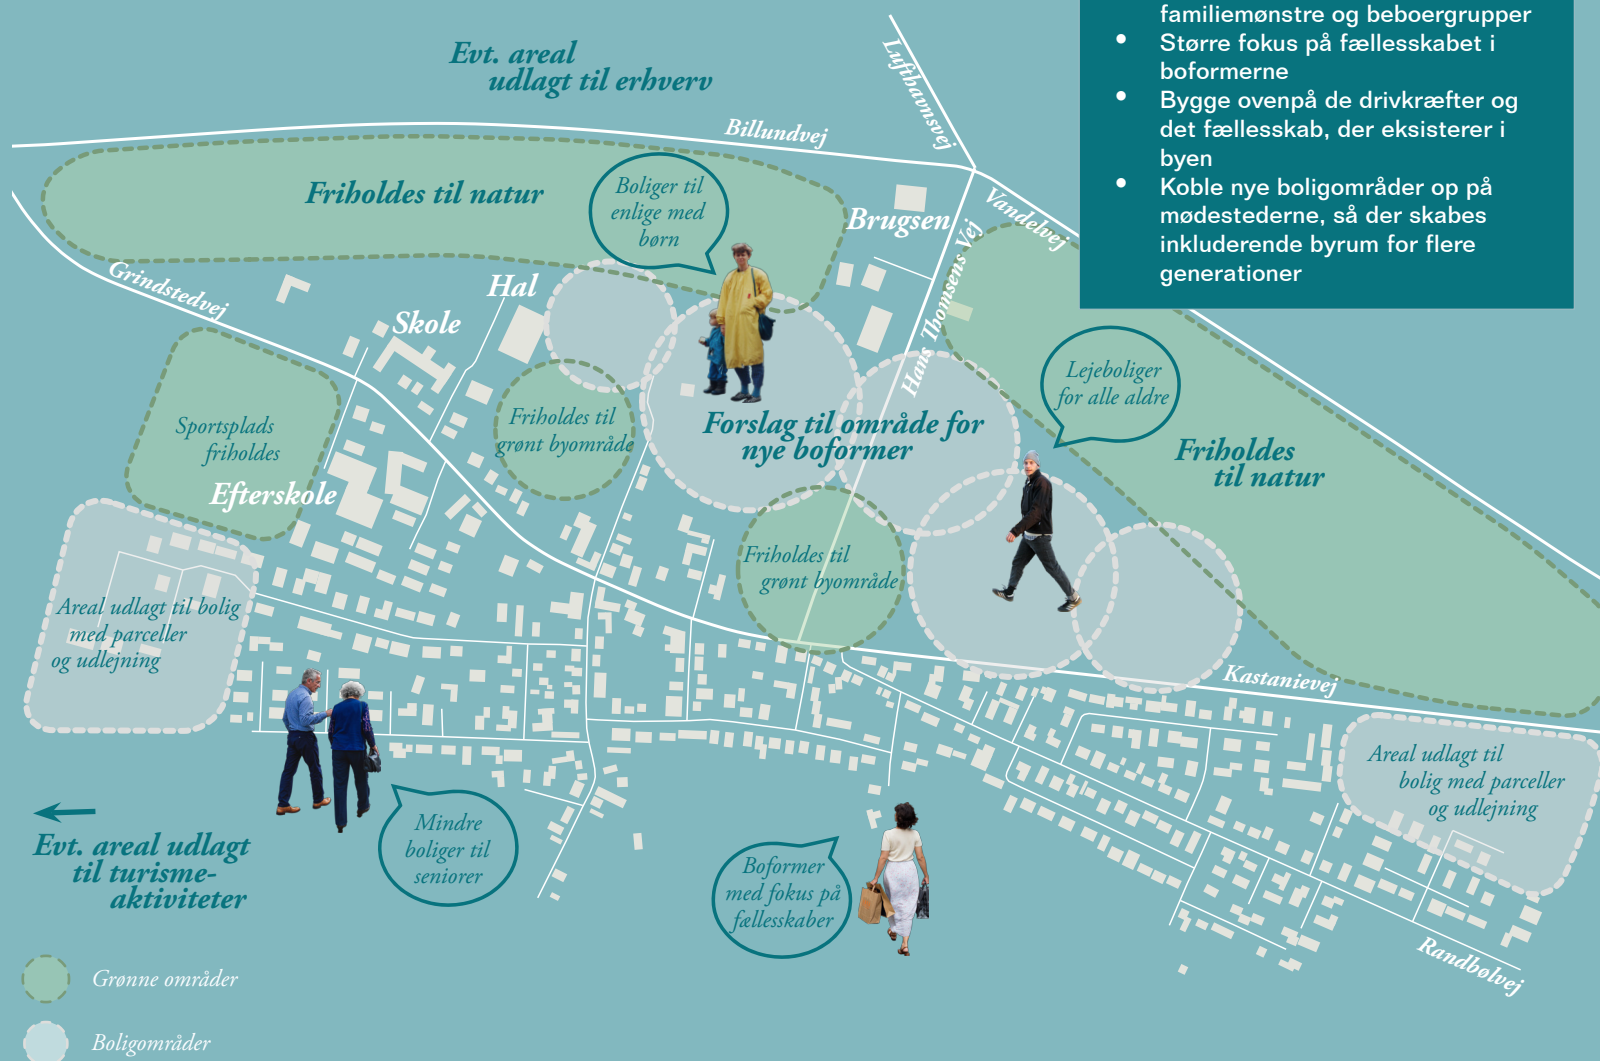 familiemønstre og beboergrupper
• Større fokus på fællesskabet i
boformerne
• Bygge ovenpå de drivkræfter og
det fællesskab, der eksisterer i
byen
• Koble nye boligområder op på
mødestederne, så der skabes
inkluderende byrum for flere
generationer
Evt. areal
udlagt til erhverv
Lufthavnsvej
Billundvej
Friholdes til natur
Boliger til
enlige med
børn
Brugsen
Vandelvej
Hans Thomsens Vej
Grindstedvej
Hal
Skole
Lejeboliger
for alle aldre
Sportsplads
friholdes
Friholdes til
grønt byområde
Forslag til område for
nye boformer
Friholdes
til natur
Efterskole
Friholdes til
grønt byområde
Areal udlagt til bolig
med parceller
og udlejning
Kastanievej
Areal udlagt til
bolig med parceller
og udlejning
Evt. areal udlagt
til turisme-
aktiviteter
Mindre
boliger til
seniorer
Boformer
med fokus på
fællesskaber
Randbølvej
Grønne områder
Boligområder